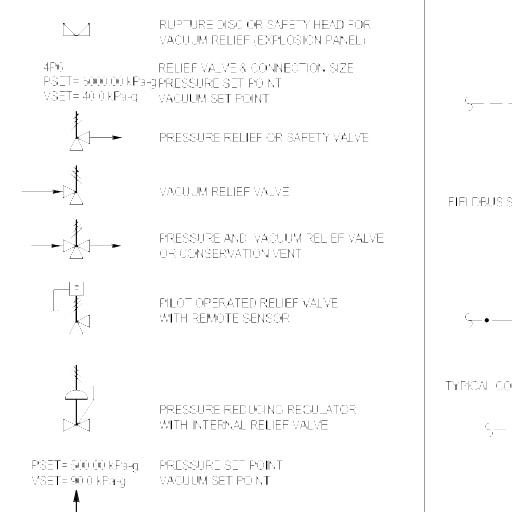 RUPTURE DISC OR SAFETY HEAD FOR
VACUUM RELIEF (EXPLOSION PANEL)
4P6
RELIEF VALVE & CONNECTION SIZE
PSET= 5000.00 kPa-g
PRESSURE SET POINT
VSET= 40.0 kPa-g
VACUUM SET POINT
PRESSURE RELIEF OR SAFETY VALVE
VACUUM RELIEF VALVE
PRESSURE AND VACUUM RELIEF VALVE
OR CONSERVATION VENT
PILOT OPERATED RELIEF VALVE
WITH REMOTE SENSOR
PRESSURE REDUCING REGULATOR
WITH INTERNAL RELIEF VALVE
PSET= 500.00 kPa-g
PRESSURE SET POINT
VSET= 90.0 kPa-g
VACUUM SET POINT
FIELDBUS S
TYPICAL CO